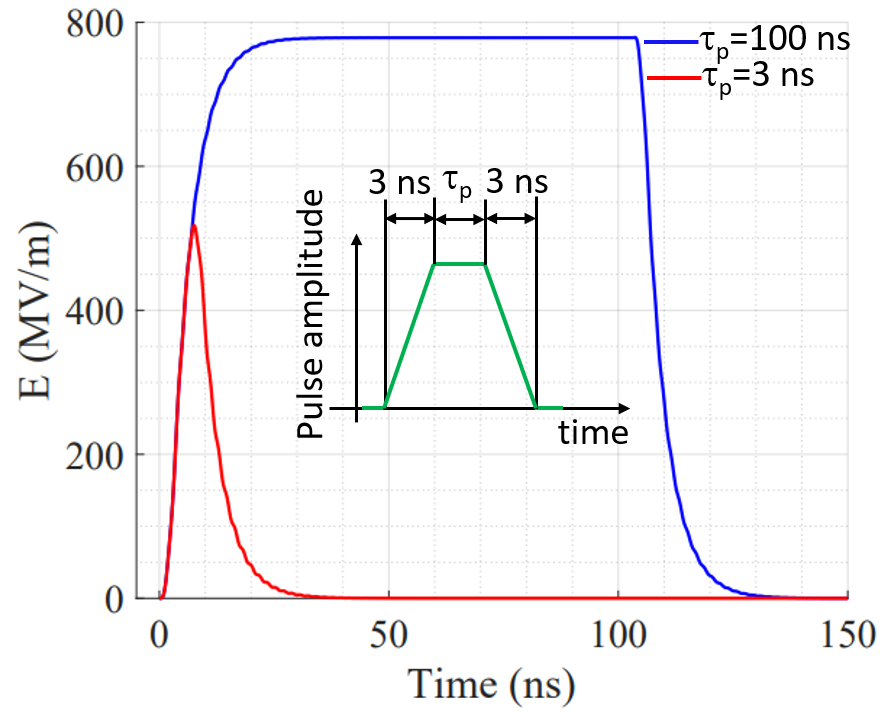 800
600
400
200
0
E (MV/m)
0
50
100
150
Time (ns)
τp=100 ns
τp=3 ns
3 ns τp 3 ns
Pulse amplitude
time